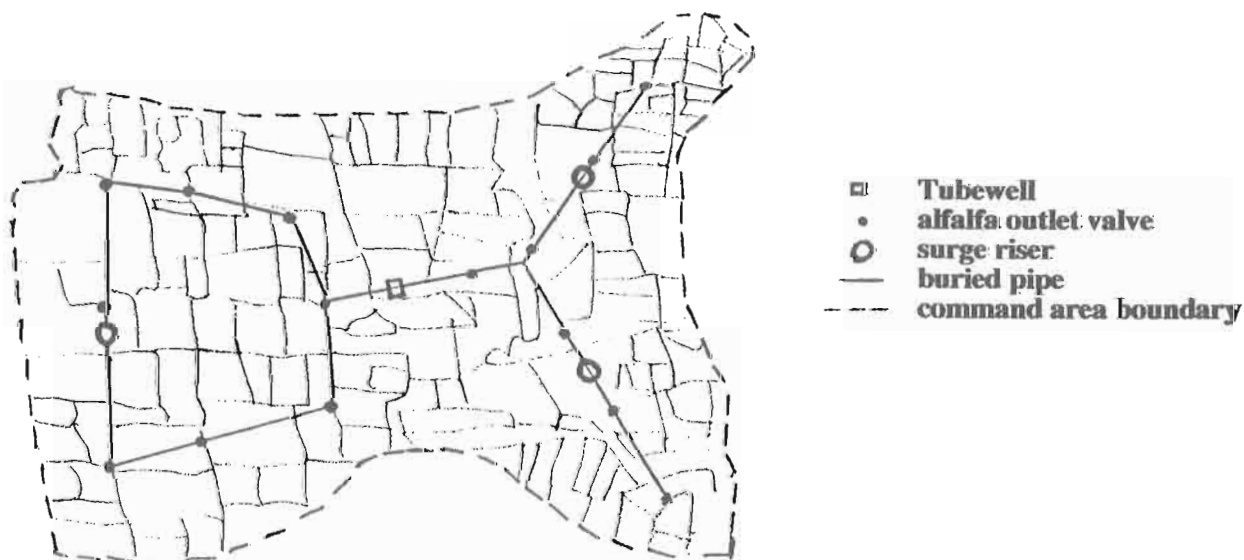 Tubewell
alfalfa outlet valve
surge riser
buried pipe
command area boundary